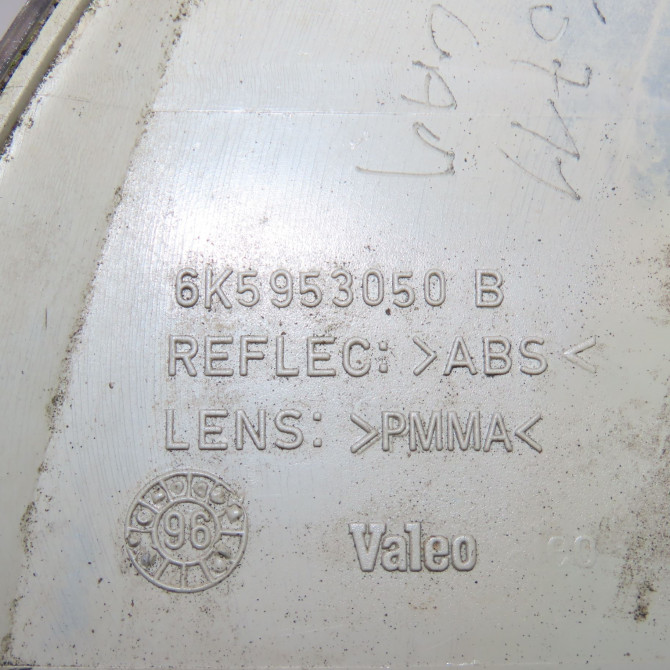 6K5953050 B
REFLEC: >ABS<
LENS: >PMMA<
96
Valeo